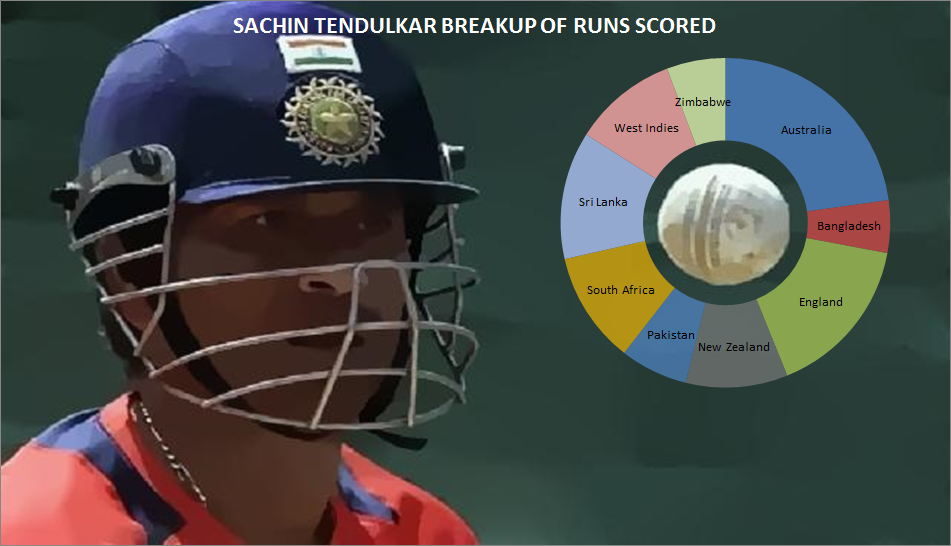 SACHIN TENDULKAR BREAKUP OF RUNS SCORED
Zimbabwe
Australia
West Indies
Sri Lanka
Bangladesh
South Africa
England
Pakistan
New Zealand